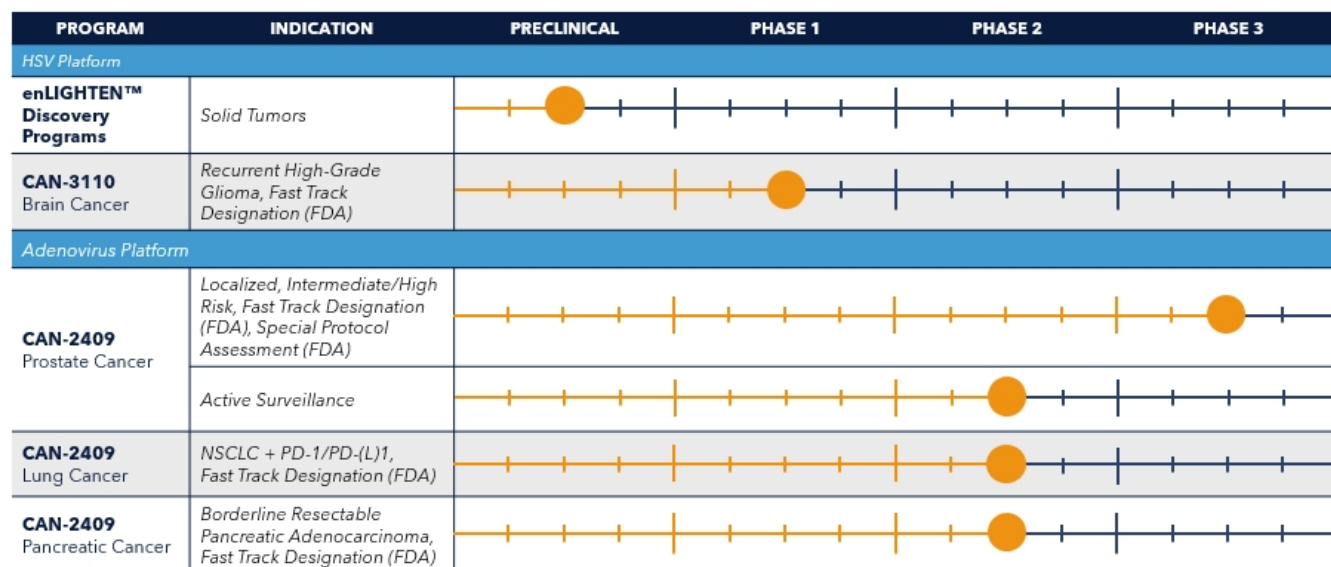 PROGRAM INDICATION PRECLINICAL PHASE 1 PHASE 2 PHASE 3
HSV Platform
enLIGHTEN™
Discovery
Programs
Solid Tumors
CAN-3110
Brain Cancer
Recurrent High-Grade
Glioma, Fast Track
Designation (FDA)
Adenovirus Platform
CAN-2409
Prostate Cancer
Localized, Intermediate/High
Risk, Fast Track Designation
(FDA), Special Protocol
Assessment (FDA)
Active Surveillance
CAN-2409
Lung Cancer
NSCLC + PD-1/PD-(L)1,
Fast Track Designation (FDA)
CAN-2409
Pancreatic Cancer
Borderline Resectable
Pancreatic Adenocarcinoma,
Fast Track Designation (FDA)